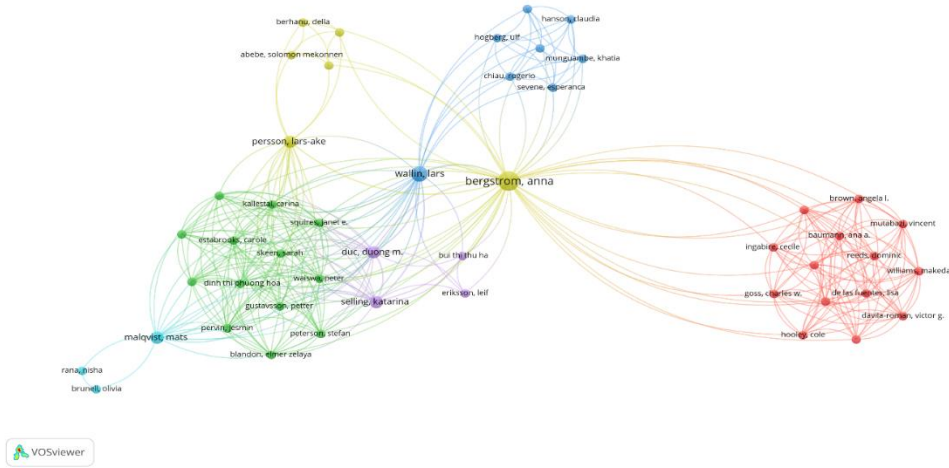 berhanu, della
hanson, claudia
hogberg, ulf
abebe, solomon mekonnen
munguambe, khatia
chiau, rogerio
sevene, esperanca
persson, lars-ake
wallin, lars
bergstrom, anna
kallestal, carina
brown, angela l.
squires, janet e.
mutabazi, vincent
estabrooks, carole
baumann, ana a.
skeen, sarah
duc, duong m.
bui thi thu ha
ingabire, cecile
reeds, dominic
williams, makeda
dinh thi phuong hoa
waiswa, peter
eriksson, leif
goss, charles w.
de las fuentes, lisa
selling, katarina
gustavsson, petter
davila-roman, victor g.
pervin, jesmin
peterson, stefan
hooley, cole
malqvist, mats
blandon, elmer zelaya
rana, nisha
brunell, olivia
VOSviewer